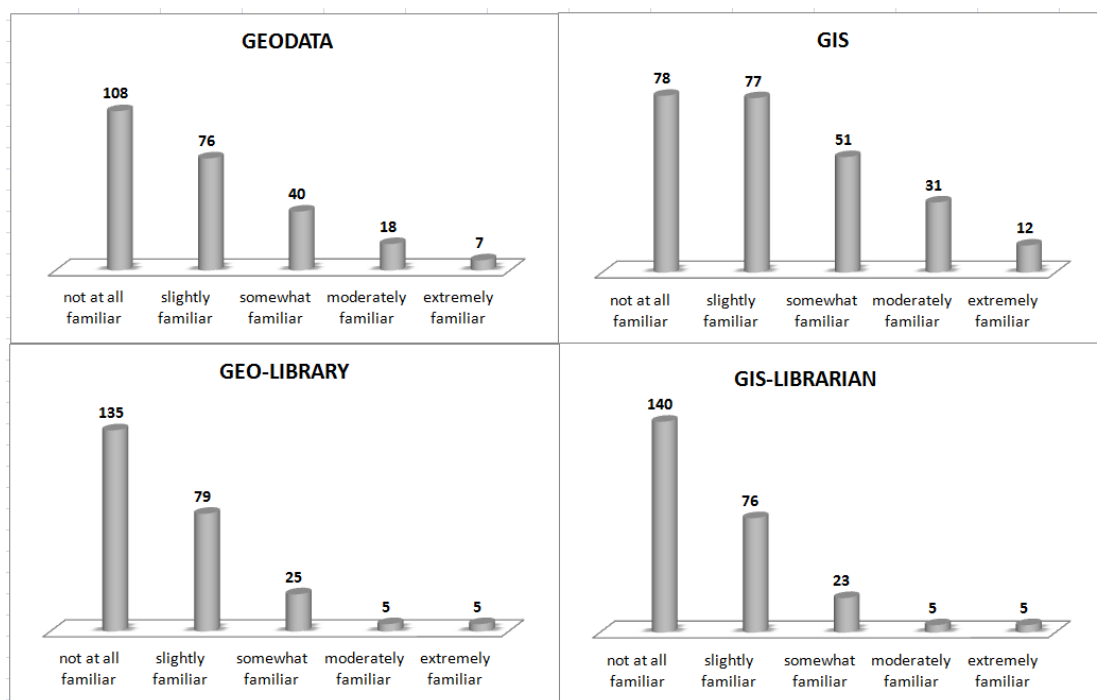 GEODATA
108
76
40
18
7
not at all slightly somewhat moderately extremely
familiar familiar familiar familiar familiar
GIS
78
77
51
31
12
not at all slightly somewhat moderately extremely
familiar familiar familiar familiar familiar
GEO-LIBRARY
135
79
25
5
5
not at all slightly somewhat moderately extremely
familiar familiar familiar familiar familiar
GIS-LIBRARIAN
140
76
23
5
5
not at all slightly somewhat moderately extremely
familiar familiar familiar familiar familiar